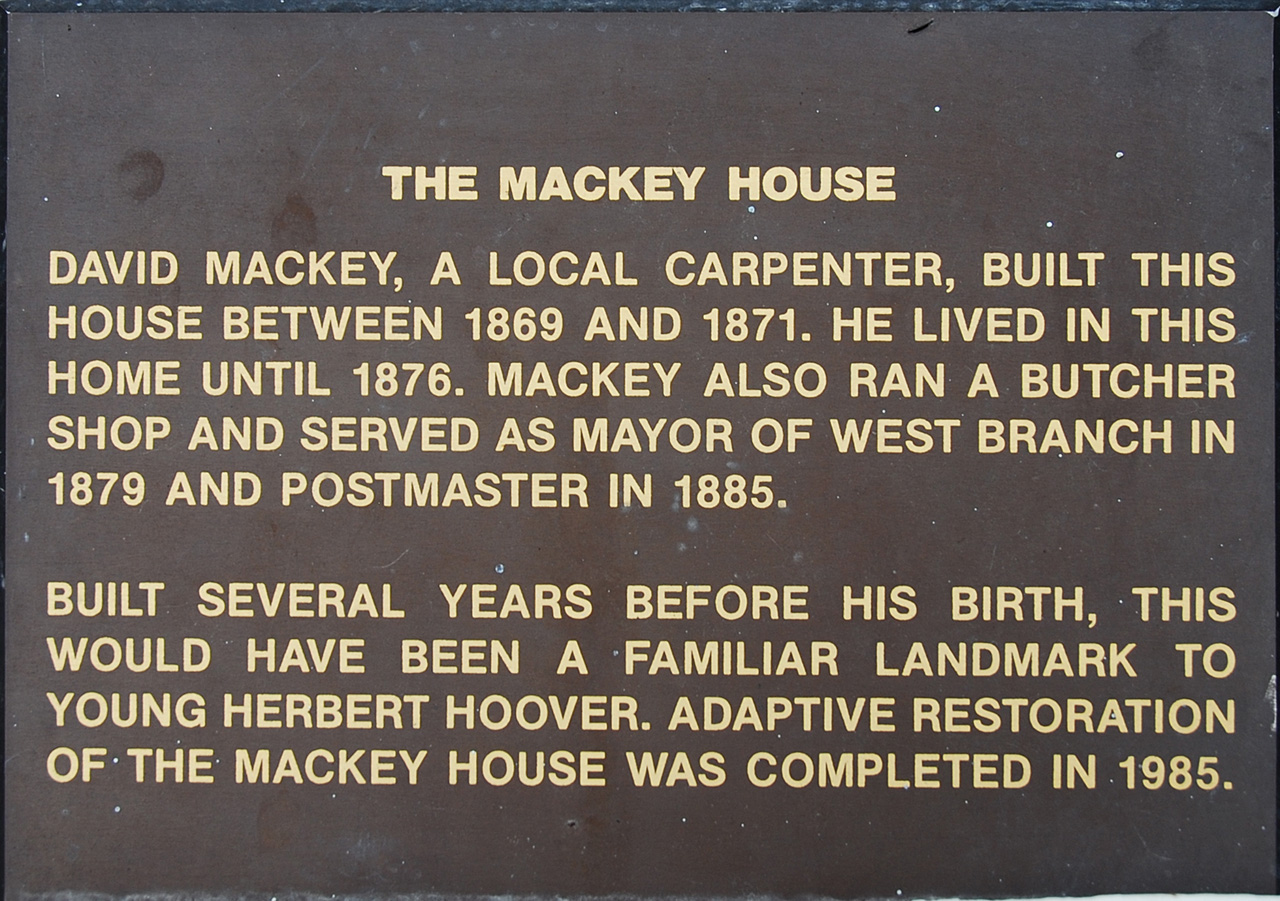 THE MACKEY HOUSE
DAVID MACKEY, A LOCAL CARPENTER, BUILT THIS
HOUSE BETWEEN 1869 AND 1871. HE LIVED IN THIS
HOME UNTIL 1876. MACKEY ALSO RAN A BUTCHER
SHOP AND SERVED AS MAYOR OF WEST BRANCH IN
1879 AND POSTMASTER IN 1885.
BUILT SEVERAL YEARS BEFORE HIS BIRTH, THIS
WOULD HAVE BEEN A FAMILIAR LANDMARK TO
YOUNG HERBERT HOOVER. ADAPTIVE RESTORATION
OF THE MACKEY HOUSE WAS COMPLETED IN 1985.